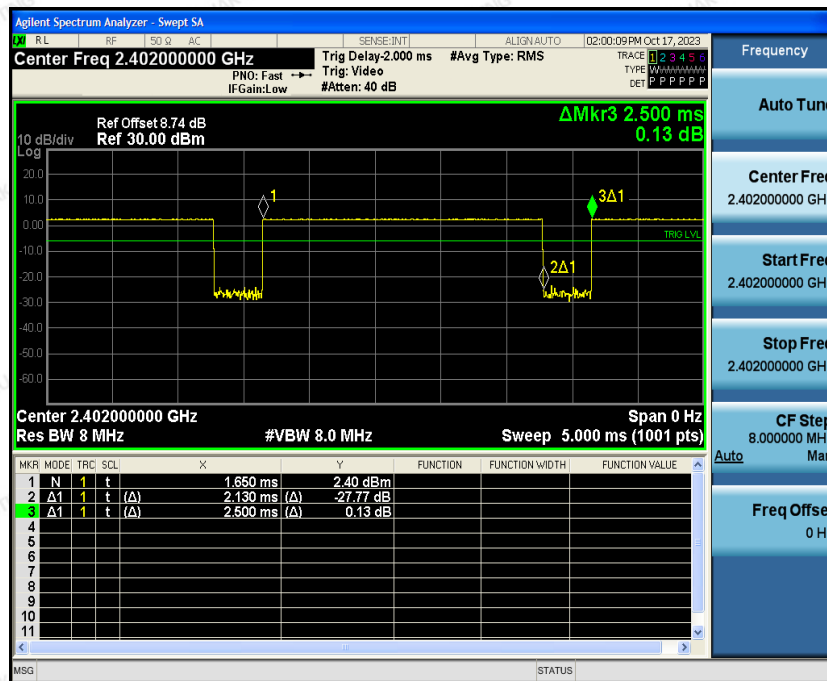 Agilent Spectrum Analyzer - Swept SA
LXI RL RF 50 Ω AC SENSE:INT ALIGN AUTO 02:00:09 PM Oct 17, 2023
Center Freq 2.402000000 GHz
Trig Delay-2.000 ms #Avg Type: RMS
TRACE 1 2 3 4 5 6
PNO: Fast Trig: Video
TYPE WWWWWW
IFGain:Low #Atten: 40 dB
DET P P P P P P
Ref Offset 8.74 dB
ΔMkr3 2.500 ms
10 dB/div Ref 30.00 dBm
0.13 dB
Log
20.0
10.0
0.00
-10.0
-20.0
-30.0
-40.0
-50.0
-60.0
1
3Δ1
TRIG LVL
2Δ1
Center 2.402000000 GHz Span 0 Hz
Res BW 8 MHz #VBW 8.0 MHz Sweep 5.000 ms (1001 pts)
MKR MODE TRC SCL X Y FUNCTION FUNCTION WIDTH FUNCTION VALUE
1 N 1 t 1.650 ms 2.40 dBm
2 Δ1 1 t (Δ) 2.130 ms (Δ) -27.77 dB
3 Δ1 1 t (Δ) 2.500 ms (Δ) 0.13 dB
4
5
6
7
8
9
10
11
MSG STATUS
Frequency
Auto Tun
Center Fre
2.402000000 GH
Start Fre
2.402000000 GH
Stop Fre
2.402000000 GH
CF Step
8.000000 MH
Auto Ma
Freq Offse
0 H